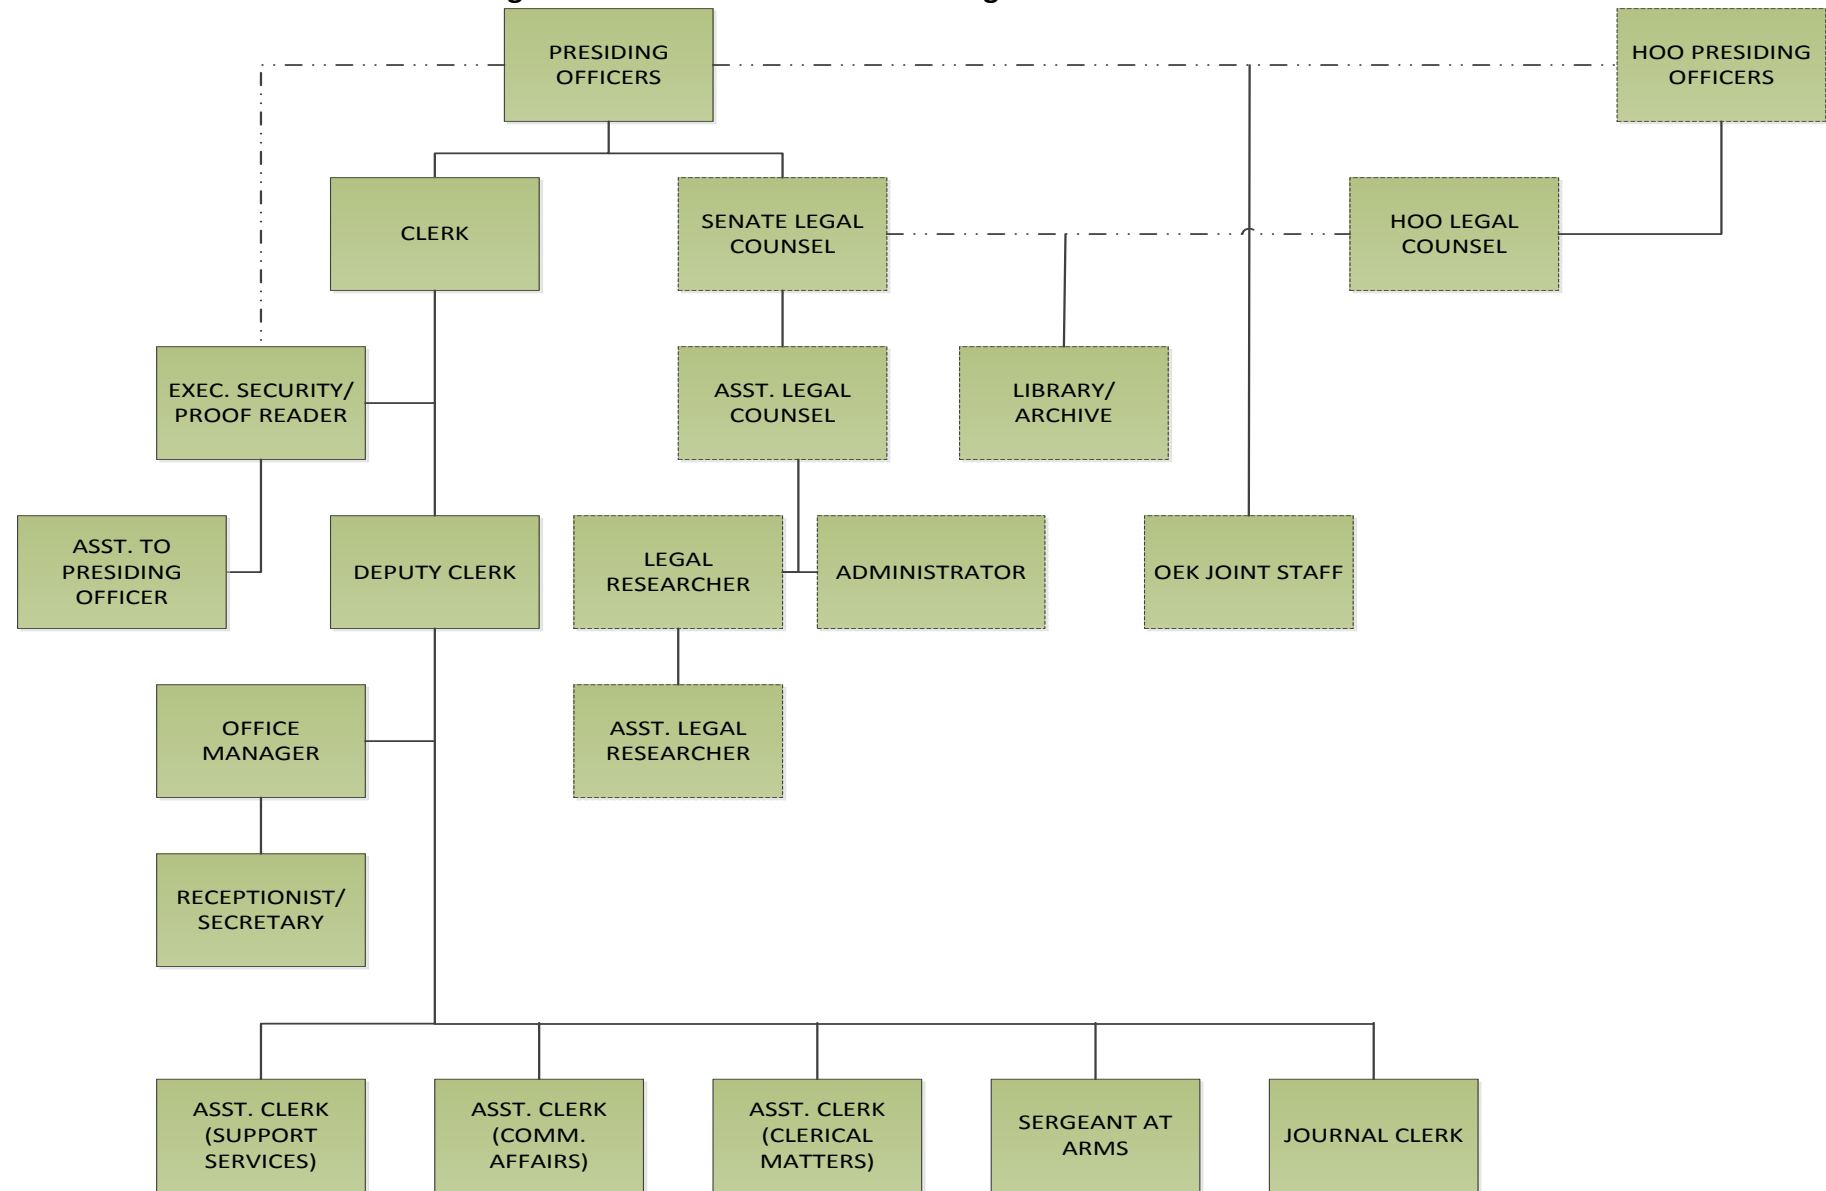 PRESIDING
OFFICERS
HOO PRESIDING
OFFICERS
CLERK
SENATE LEGAL
COUNSEL
HOO LEGAL
COUNSEL
EXEC. SECURITY/
PROOF READER
ASST. LEGAL
COUNSEL
LIBRARY/
ARCHIVE
ASST. TO
PRESIDING
OFFICER
DEPUTY CLERK
LEGAL
RESEARCHER
ADMINISTRATOR
OEK JOINT STAFF
OFFICE
MANAGER
ASST. LEGAL
RESEARCHER
RECEPTIONIST/
SECRETARY
ASST. CLERK
(SUPPORT
SERVICES)
ASST. CLERK
(COMM.
AFFAIRS)
ASST. CLERK
(CLERICAL
MATTERS)
SERGEANT AT
ARMS
JOURNAL CLERK